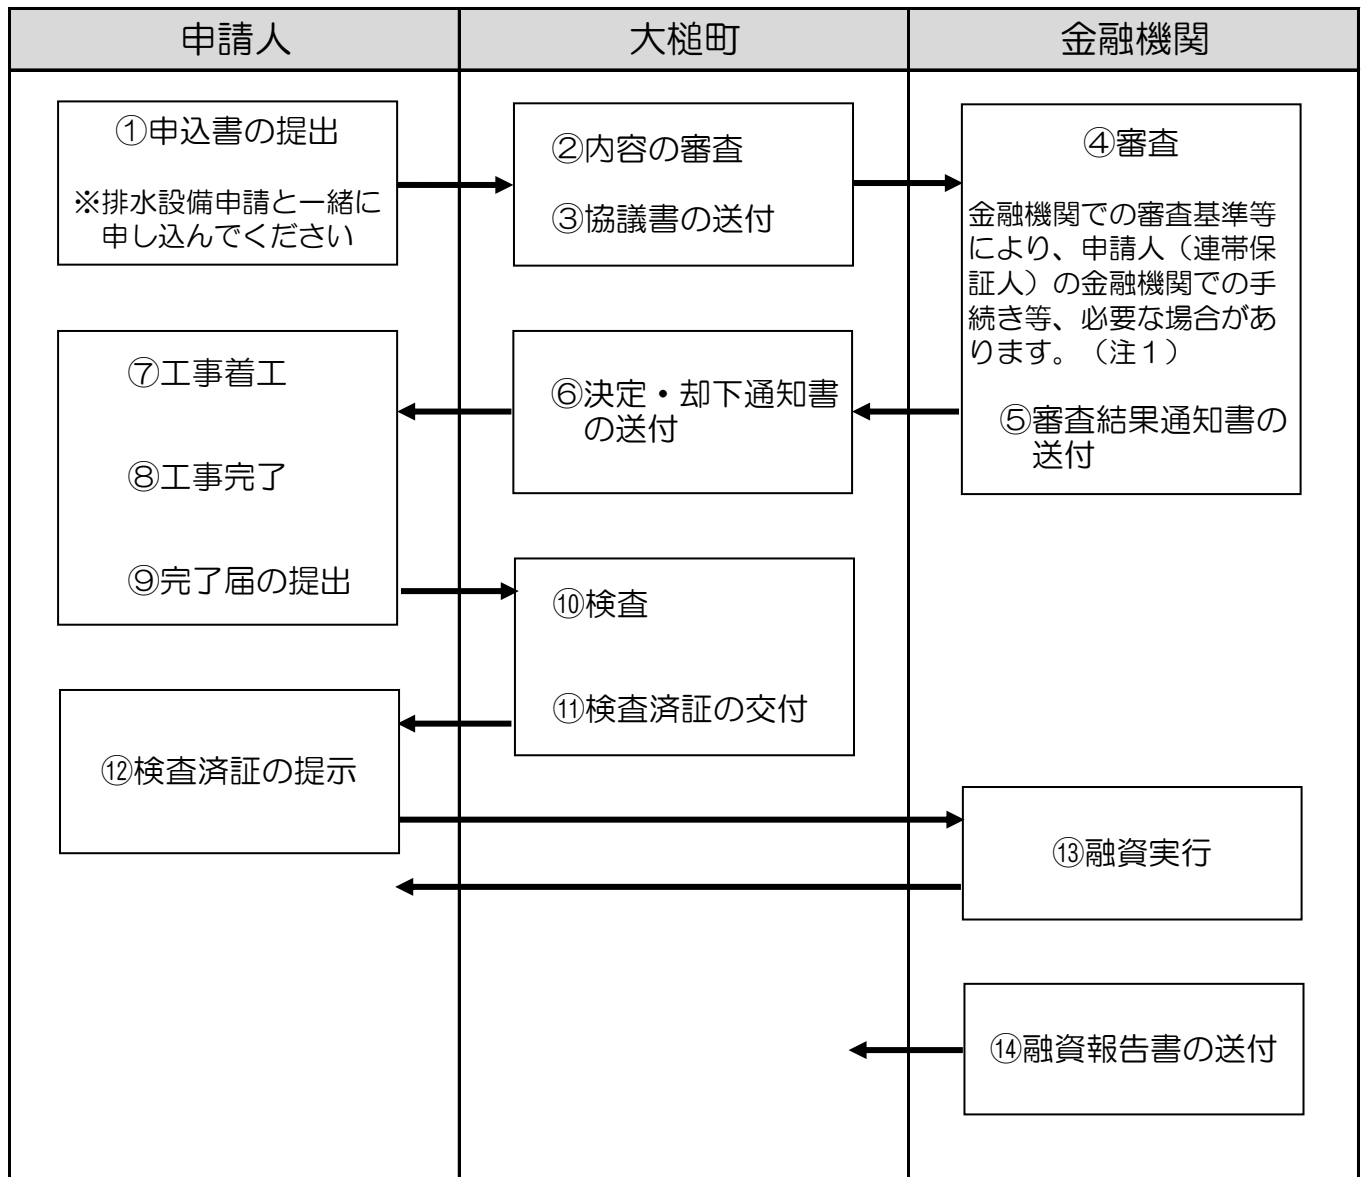 申請人
大槌町
金融機関
①申込書の提出
※排水設備申請と一緒に
申し込んでください
②内容の審査
③協議書の送付
④審査
金融機関での審査基準等
により、申請人（連帯保
証人）の金融機関での手
続き等、必要な場合があ
ります。（注１）
⑤審査結果通知書の
送付
⑥決定・却下通知書
の送付
⑦工事着工
⑧工事完了
⑨完了届の提出
⑩検査
⑪検査済証の交付
⑫検査済証の提示
⑬融資実行
⑭融資報告書の送付